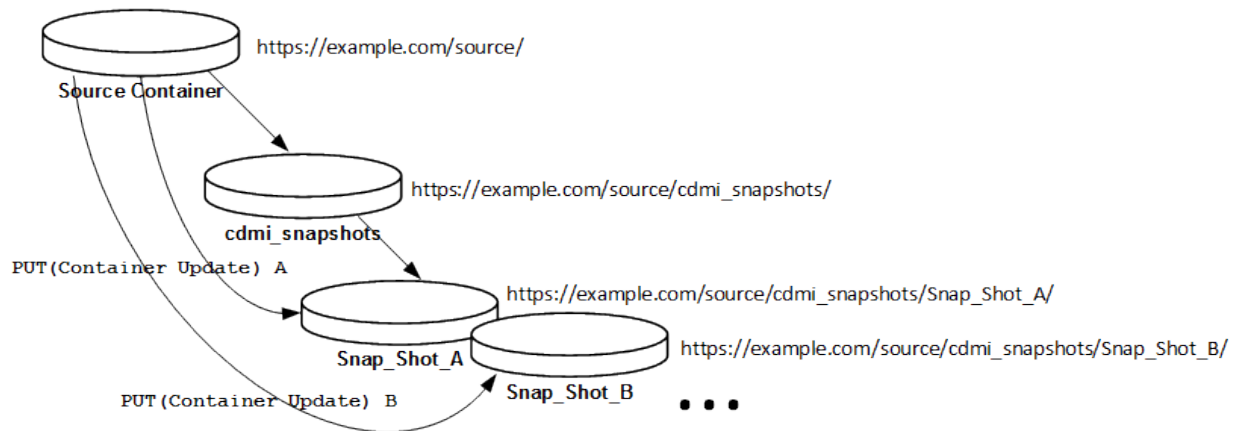 https://example.com/source/
Source Container
https://example.com/source/cdmi_snapshots/
cdmi_snapshots
PUT(Container Update) A
https://example.com/source/cdmi_snapshots/Snap_Shot_A/
Snap_Shot_A
https://example.com/source/cdmi_snapshots/Snap_Shot_B/
Snap_Shot_B
PUT(Container Update) B
...